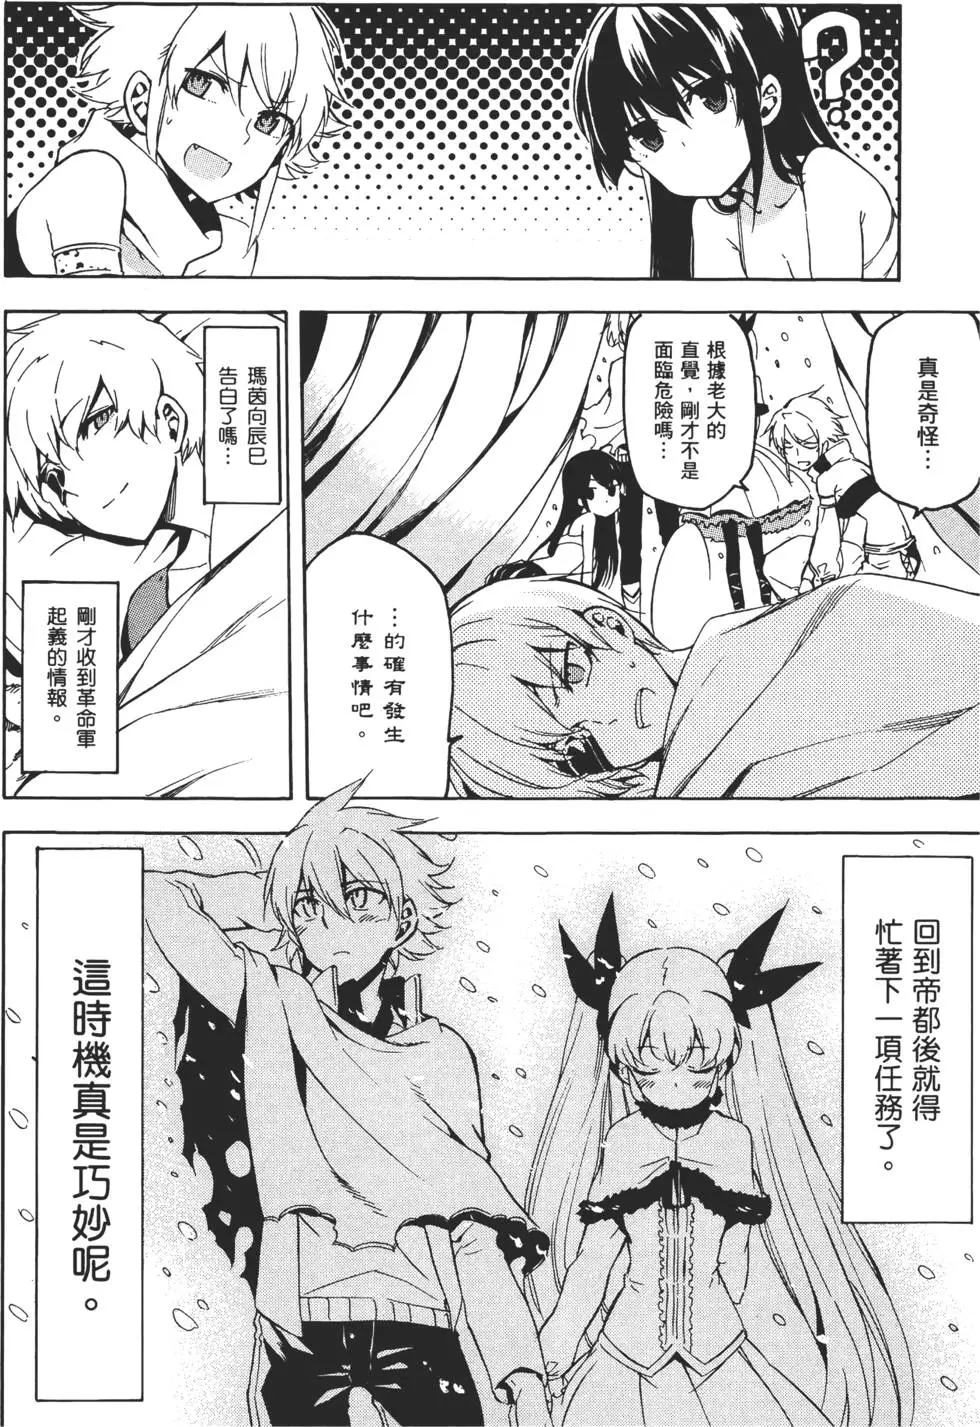 ?
真是奇怪…
根據老大的
直覺，剛才不是
面臨危險嗎…
…的確有發生
什麼事情吧。
瑪茵向辰巳
告白了嗎…
剛才收到革命軍
起義的情報。
回到帝都後就得
忙著下一項任務了。
這時機真是巧妙呢。